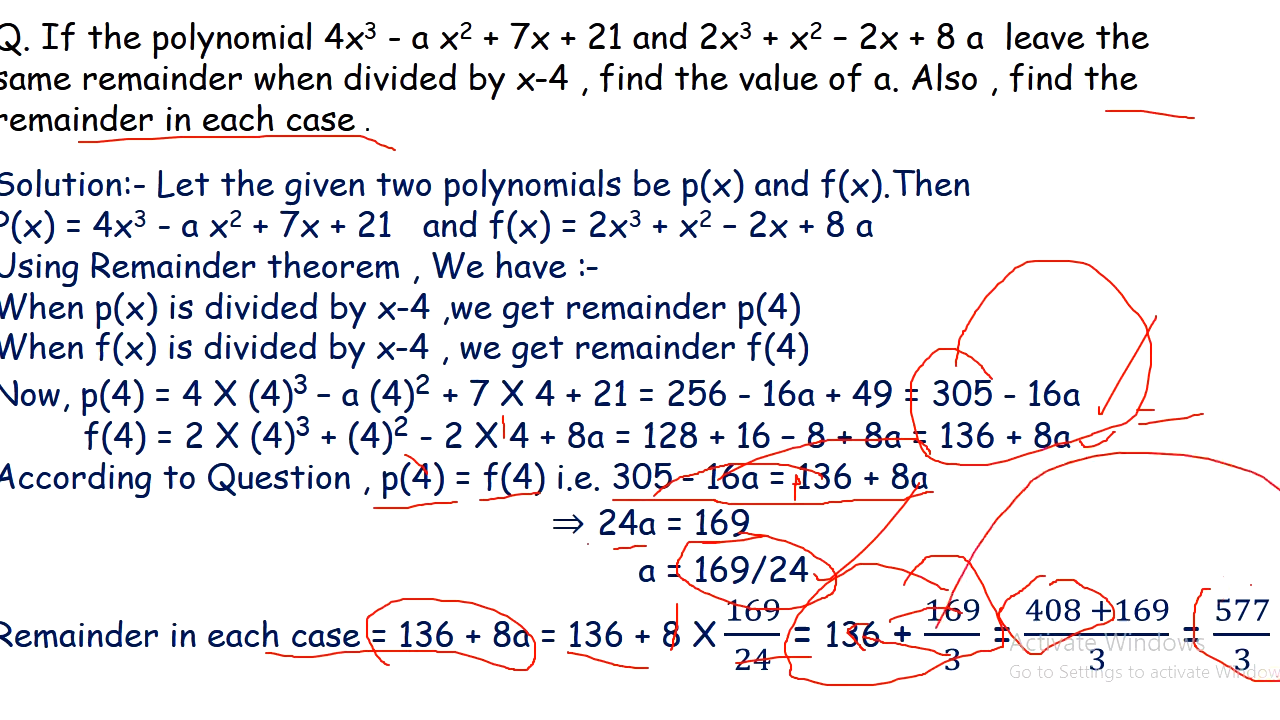 Q. If the polynomial 4x³ - a x² + 7x + 21 and 2x³ + x² – 2x + 8 a leave the
same remainder when divided by x-4 , find the value of a. Also , find the
remainder in each case .
Solution:- Let the given two polynomials be p(x) and f(x).Then
P(x) = 4x³ - a x² + 7x + 21 and f(x) = 2x³ + x² – 2x + 8 a
Using Remainder theorem , We have :-
When p(x) is divided by x-4 ,we get remainder p(4)
When f(x) is divided by x-4 , we get remainder f(4)
Now, p(4) = 4 X (4)³ – a (4)² + 7 X 4 + 21 = 256 - 16a + 49 = 305 - 16a
f(4) = 2 X (4)³ + (4)² - 2 X 4 + 8a = 128 + 16 – 8 + 8a = 136 + 8a
According to Question , p(4) = f(4) i.e. 305 - 16a = 136 + 8a
⇒ 24a = 169
a = 169/24
Remainder in each case = 136 + 8a = 136 + 8 X 169/24 = 136 + 169/3 = 408 +169/3 = 577/3
Activate Windows
Go to Settings to activate Windows